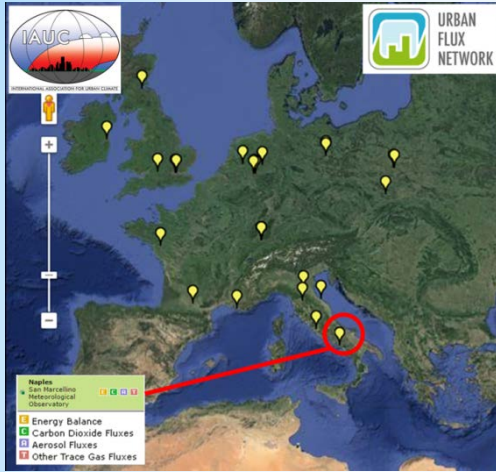 IAUC
INTERNATIONAL ASSOCIATION FOR URBAN CLIMATE
URBAN
FLUX
NETWORK
Naples
San Marcellino
Meteorological
Observatory
E C A T
E Energy Balance
C Carbon Dioxide Fluxes
A Aerosol Fluxes
T Other Trace Gas Fluxes